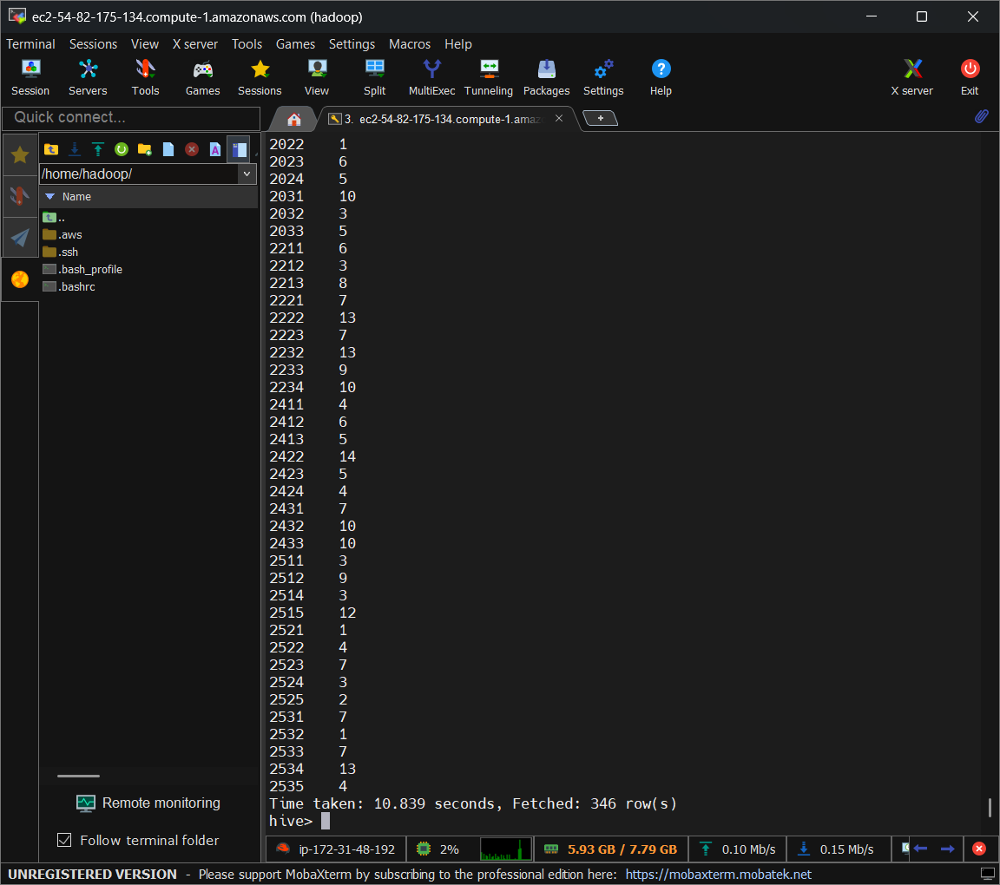 ec2-54-82-175-134.compute-1.amazonaws.com (hadoop)
Terminal Sessions View X server Tools Games Settings Macros Help
Session Servers Tools Games Sessions View Split MultiExec Tunneling Packages Settings Help X server Exit
Quick connect...
3. ec2-54-82-175-134.compute-1.amaz
/home/hadoop/
Name
..
.aws
.ssh
.bash_profile
.bashrc
2022 1
2023 6
2024 5
2031 10
2032 3
2033 5
2211 6
2212 3
2213 8
2221 7
2222 13
2223 7
2232 13
2233 9
2234 10
2411 4
2412 6
2413 5
2422 14
2423 5
2424 4
2431 7
2432 10
2433 10
2511 3
2512 9
2514 3
2515 12
2521 1
2522 4
2523 7
2524 3
2525 2
2531 7
2532 1
2533 7
2534 13
2535 4
Time taken: 10.839 seconds, Fetched: 346 row(s)
hive>
Remote monitoring
Follow terminal folder
ip-172-31-48-192 2% 5.93 GB / 7.79 GB 0.10 Mb/s 0.15 Mb/s
UNREGISTERED VERSION - Please support MobaXterm by subscribing to the professional edition here: https://mobaxterm.mobatek.net